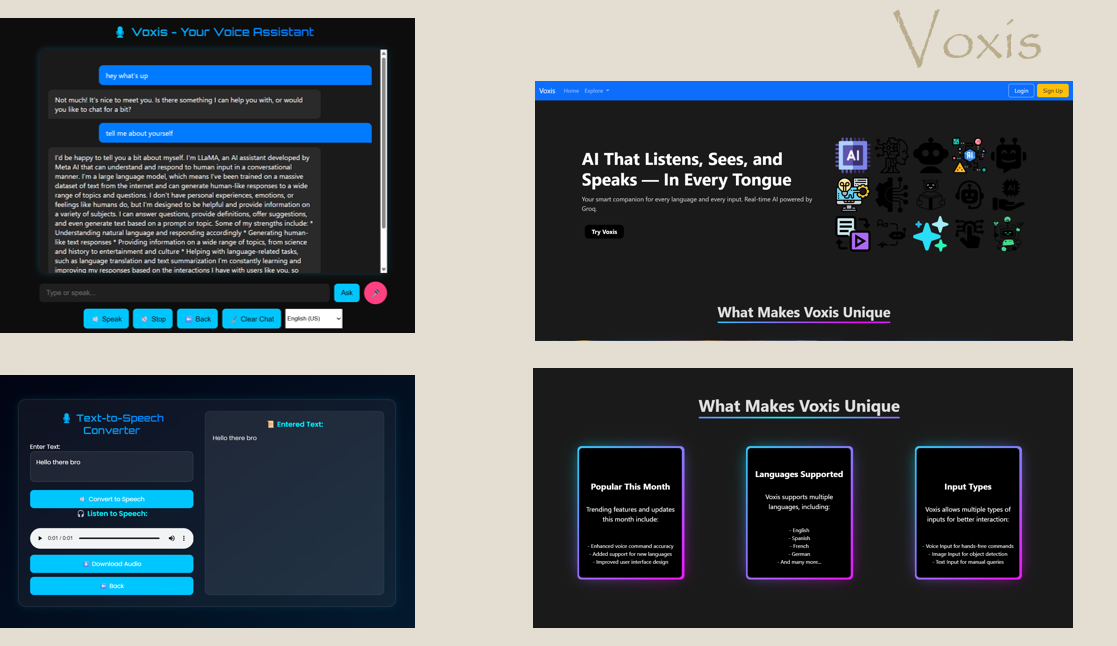 Voxis
Voxis - Your Voice Assistant
hey what's up
Not much! It's nice to meet you. Is there something I can help you with, or would
you like to chat for a bit?
tell me about yourself
I'd be happy to tell you a bit about myself. I'm LLaMA, an AI assistant developed by
Meta AI that can understand and respond to human input in a conversational
manner. I'm a large language model, which means I've been trained on a massive
dataset of text from the internet and can generate human-like responses to a wide
range of topics and questions. I don't have personal experiences, emotions, or
feelings like humans do, but I'm designed to be helpful and provide information on
a variety of subjects. I can answer questions, provide definitions, offer suggestions,
and even generate text based on a prompt or topic. Some of my strengths include: *
Understanding natural language and responding accordingly * Generating human-
like text responses * Providing information on a wide range of topics, from science
and history to entertainment and culture * Helping with language-related tasks,
such as language translation and text summarization I'm constantly learning and
improving my responses based on the interactions I have with users like you, so
Type or speak...
Ask
Speak
Stop
Back
Clear Chat
English (US)
Voxis
Home
Explore
Login
Sign Up
AI That Listens, Sees, and
Speaks — In Every Tongue
Your smart companion for every language and every input. Real-time AI powered by
Groq.
Try Voxis
AI
What Makes Voxis Unique
Text-to-Speech
Converter
Enter Text:
Hello there bro
Convert to Speech
Listen to Speech:
0:01 / 0:01
Download Audio
Back
Entered Text:
Hello there bro
What Makes Voxis Unique
Popular This Month
Trending features and updates
this month include:
- Enhanced voice command accuracy
- Added support for new languages
- Improved user interface design
Languages Supported
Voxis supports multiple
languages, including:
- English
- Spanish
- French
- German
- And many more...
Input Types
Voxis allows multiple types of
inputs for better interaction:
- Voice Input for hands-free commands
- Image Input for object detection
- Text Input for manual queries